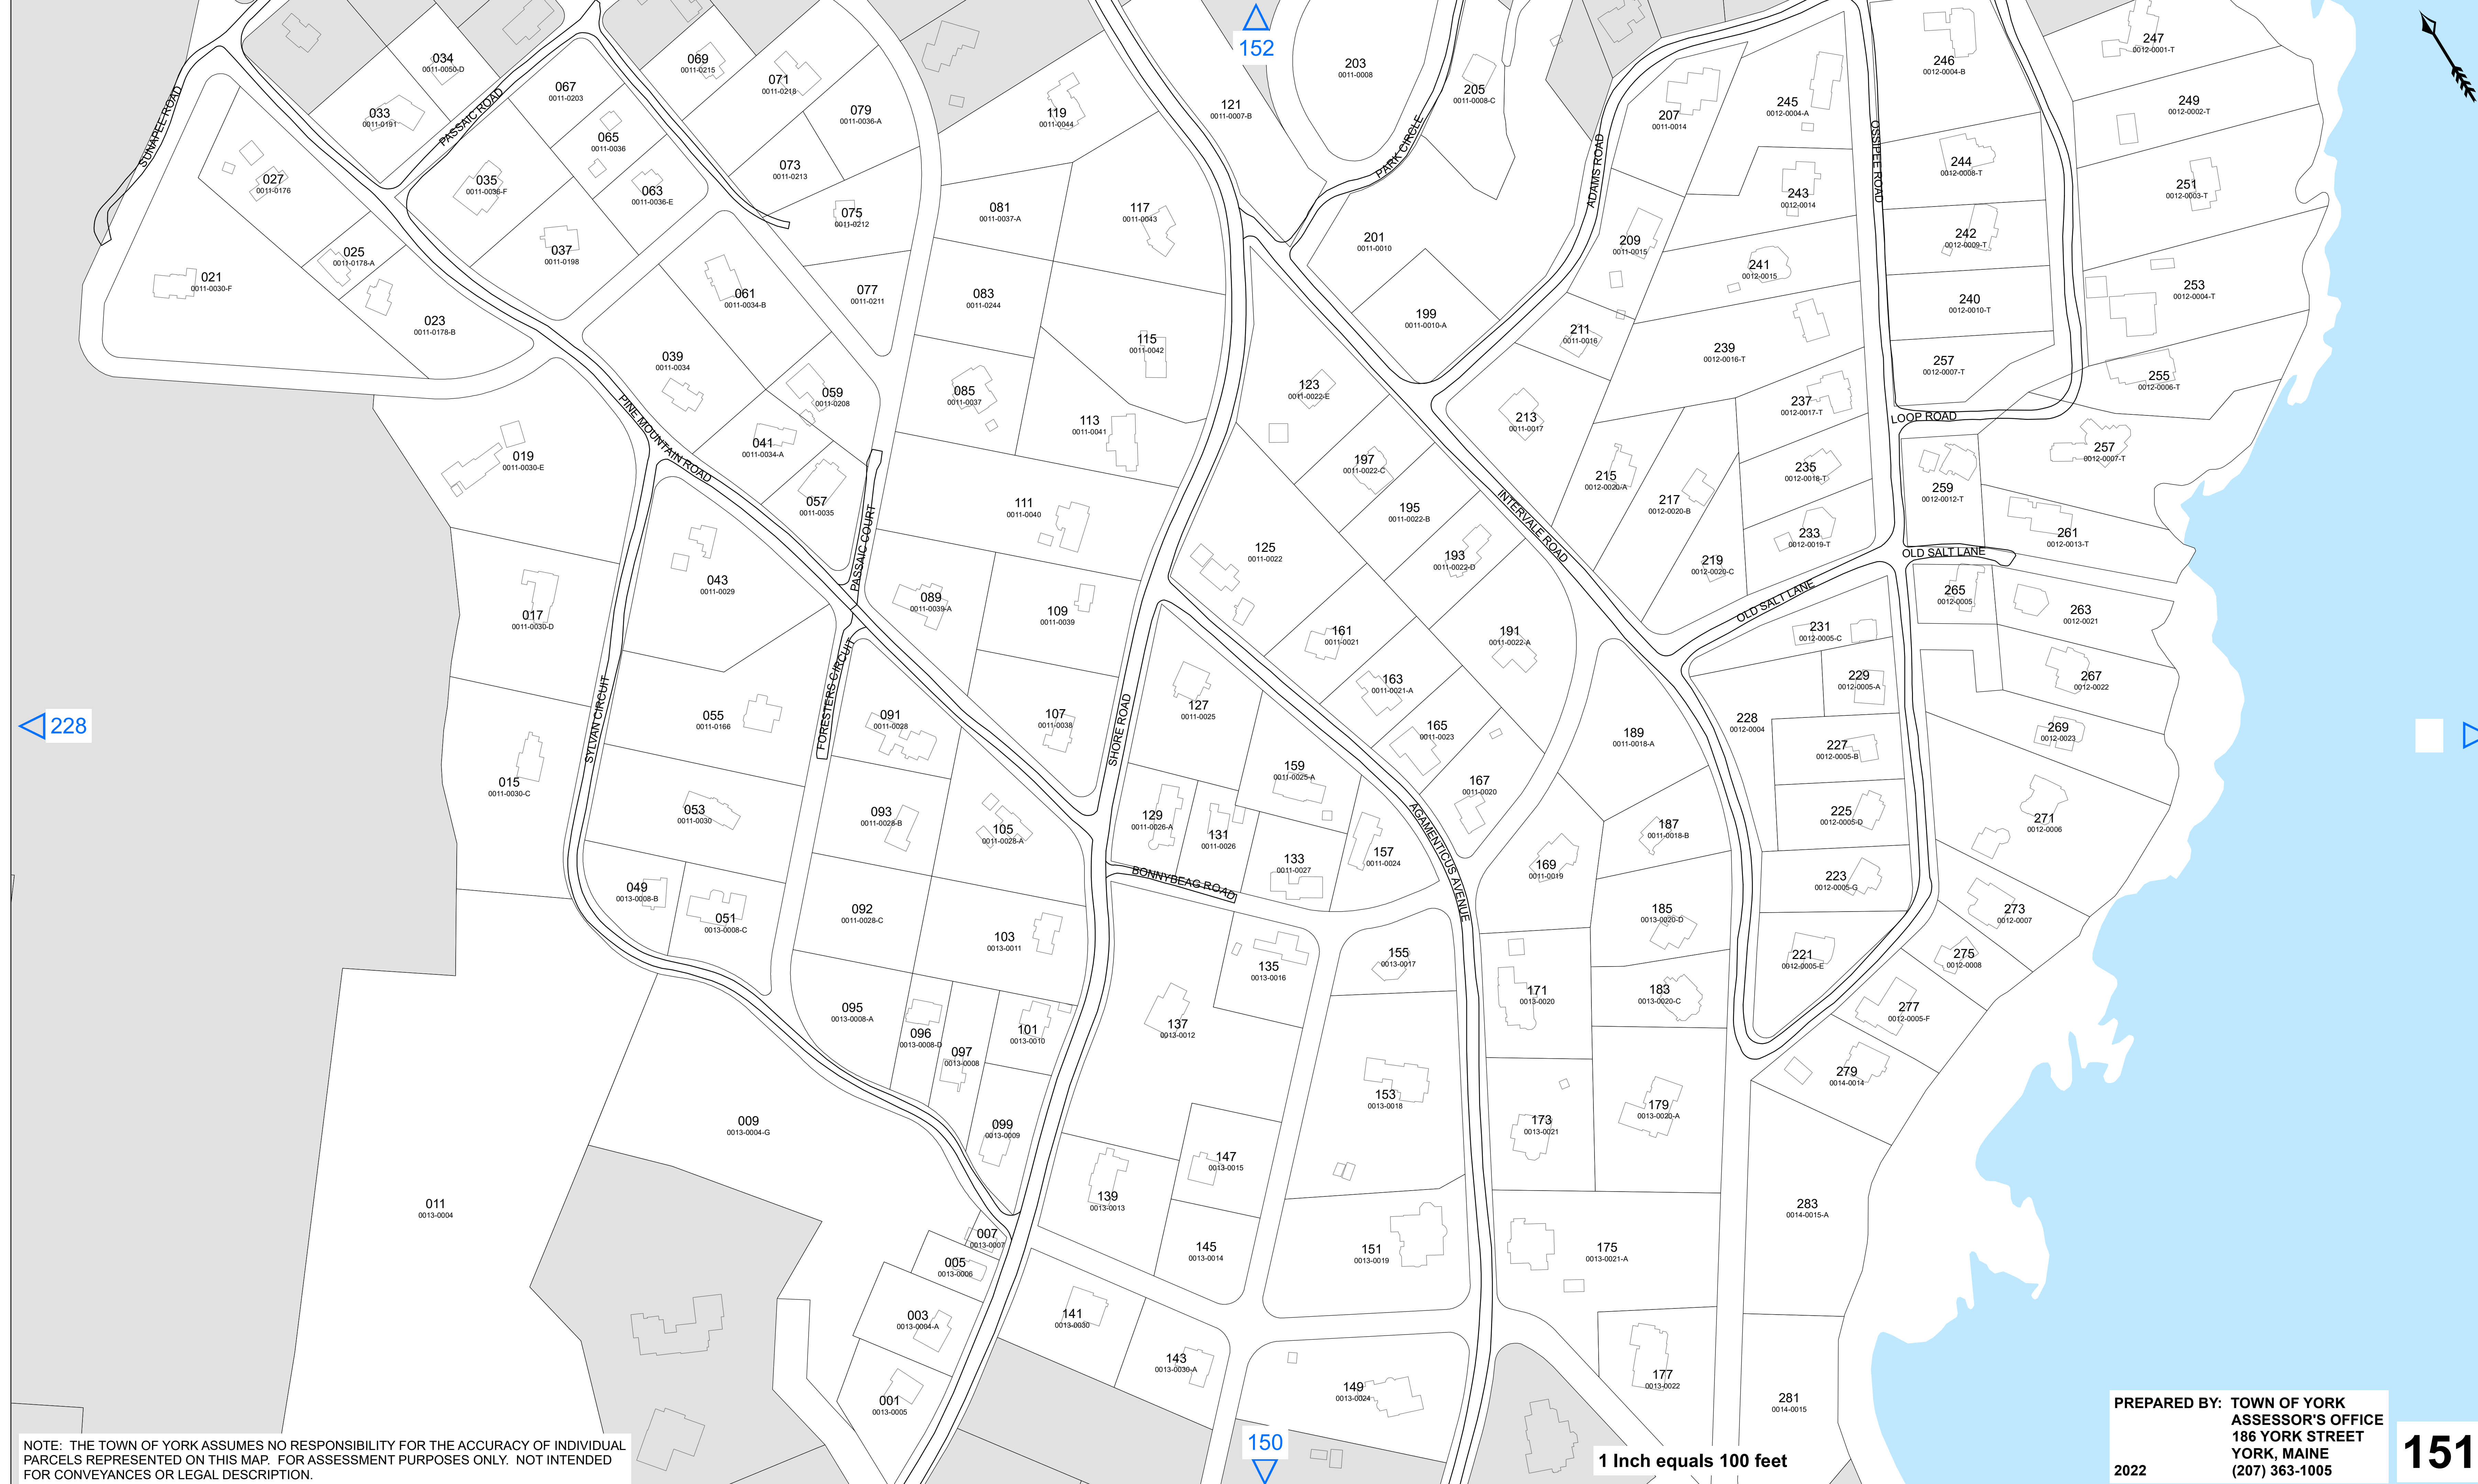 152
034
0011-0050-D
069
0011-0215
071
0011-0218
067
0011-0203
033
0011-0191
PASSAIC ROAD
SUNAPEE ROAD
065
0011-0036
079
0011-0036-A
119
0011-0044
121
0011-0007-B
203
0011-0008
205
0011-0008-C
PARK CIRCLE
207
0011-0014
245
0012-0004-A
246
0012-0004-B
247
0012-0001-T
249
0012-0002-T
027
0011-0176
035
0011-0036-F
063
0011-0036-E
073
0011-0213
ADAMS ROAD
OSSIPEE ROAD
243
0012-0014
244
0012-0008-T
251
0012-0003-T
075
0011-0212
081
0011-0037-A
117
0011-0043
201
0011-0010
209
0011-0015
242
0012-0009-T
025
0011-0178-A
037
0011-0198
021
0011-0030-F
061
0011-0034-B
077
0011-0211
083
0011-0244
241
0012-0015
240
0012-0010-T
253
0012-0004-T
023
0011-0178-B
199
0011-0010-A
211
0011-0016
239
0012-0016-T
257
0012-0007-T
255
0012-0006-T
039
0011-0034
115
0011-0042
059
0011-0208
085
0011-0037
123
0011-0022-E
213
0011-0017
237
0012-0017-T
LOOP ROAD
PINE MOUNTAIN ROAD
041
0011-0034-A
113
0011-0041
019
0011-0030-E
197
0011-0022-C
215
0012-0020-A
235
0012-0018-T
257
0012-0007-T
057
0011-0035
111
0011-0040
195
0011-0022-B
INTERVALE ROAD
217
0012-0020-B
259
0012-0012-T
PASSAIC COURT
125
0011-0022
193
0011-0022-D
233
0012-0019-T
261
0012-0013-T
OLD SALT LANE
043
0011-0029
219
0012-0020-C
OLD SALT LANE
017
0011-0030-D
089
0011-0039-A
109
0011-0039
265
0012-0005
263
0012-0021
161
0011-0021
191
0011-0022-A
231
0012-0005-C
FORESTERS CIRCUIT
163
0011-0021-A
229
0012-0005-A
267
0012-0022
228
SYLVAN CIRCUIT
055
0011-0166
091
0011-0028
107
0011-0038
SHORE ROAD
127
0011-0025
165
0011-0023
189
0011-0018-A
228
0012-0004
227
0012-0005-B
269
0012-0023
015
0011-0030-C
159
0011-0025-A
167
0011-0020
053
0011-0030
093
0011-0028-B
105
0011-0028-A
129
0011-0026-A
131
0011-0026
AGAMENTICUS AVENUE
187
0011-0018-B
225
0012-0005-D
271
0012-0006
133
0011-0027
157
0011-0024
169
0011-0019
049
0013-0008-B
BONNYBEAG ROAD
223
0012-0005-G
051
0013-0008-C
092
0011-0028-C
185
0013-0020-D
273
0012-0007
103
0013-0011
135
0013-0016
155
0013-0017
221
0012-0005-E
275
0012-0008
095
0013-0008-A
171
0013-0020
183
0013-0020-C
277
0012-0005-F
096
0013-0008-D
101
0013-0010
137
0013-0012
097
0013-0008
279
0014-0014
153
0013-0018
009
0013-0004-G
099
0013-0009
173
0013-0021
179
0013-0020-A
147
0013-0015
011
0013-0004
139
0013-0013
283
0014-0015-A
007
0013-0007
005
0013-0006
145
0013-0014
151
0013-0019
175
0013-0021-A
003
0013-0004-A
141
0013-0030
143
0013-0030-A
149
0013-0024
177
0013-0022
001
0013-0005
281
0014-0015
150
1 Inch equals 100 feet
NOTE: THE TOWN OF YORK ASSUMES NO RESPONSIBILITY FOR THE ACCURACY OF INDIVIDUAL
PARCELS REPRESENTED ON THIS MAP. FOR ASSESSMENT PURPOSES ONLY. NOT INTENDED
FOR CONVEYANCES OR LEGAL DESCRIPTION.
PREPARED BY: TOWN OF YORK
ASSESSOR'S OFFICE
186 YORK STREET
YORK, MAINE
2022 (207) 363-1005
151